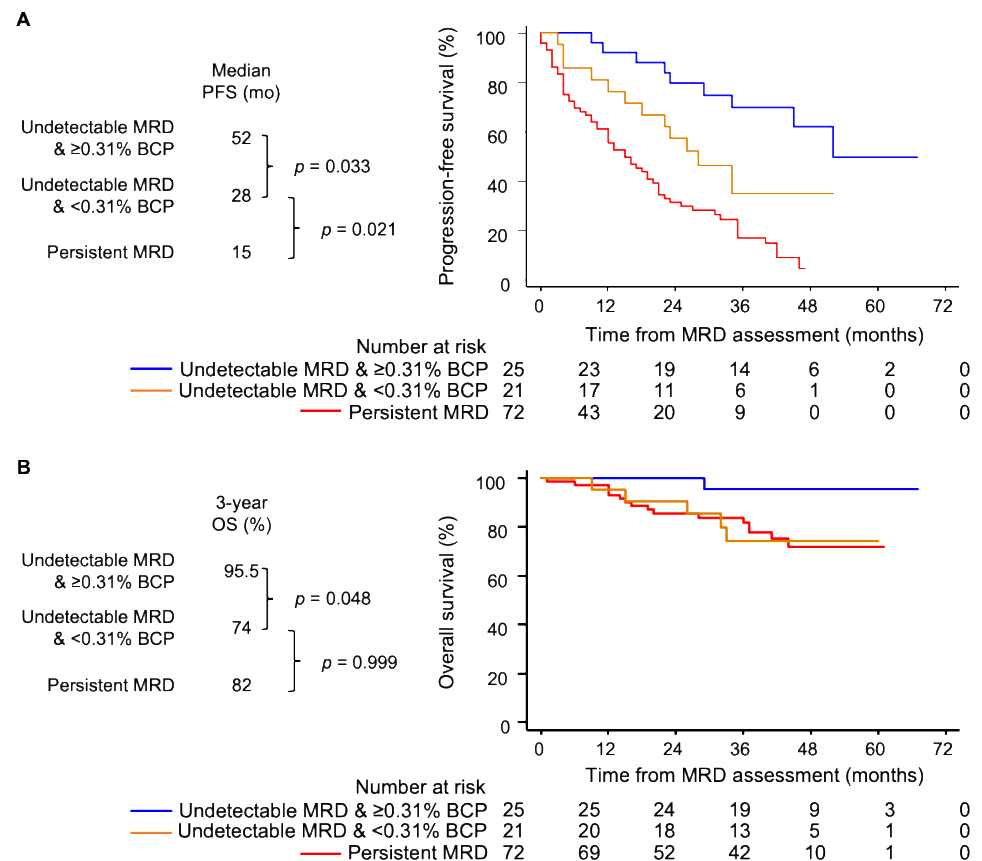 A
Median
PFS (mo)
Undetectable MRD
& ≥0.31% BCP
52
p = 0.033
Undetectable MRD
& <0.31% BCP
28
p = 0.021
Persistent MRD
15
Progression-free survival (%)
100
80
60
40
20
0
0 12 24 36 48 60 72
Time from MRD assessment (months)
Number at risk
Undetectable MRD & ≥0.31% BCP 25 23 19 14 6 2 0
Undetectable MRD & <0.31% BCP 21 17 11 6 1 0 0
Persistent MRD 72 43 20 9 0 0 0
B
3-year
OS (%)
Undetectable MRD
& ≥0.31% BCP
95.5
p = 0.048
Undetectable MRD
& <0.31% BCP
74
p = 0.999
Persistent MRD
82
Overall survival (%)
100
80
60
40
20
0
0 12 24 36 48 60 72
Time from MRD assessment (months)
Number at risk
Undetectable MRD & ≥0.31% BCP 25 25 24 19 9 3 0
Undetectable MRD & <0.31% BCP 21 20 18 13 5 1 0
Persistent MRD 72 69 52 42 10 1 0